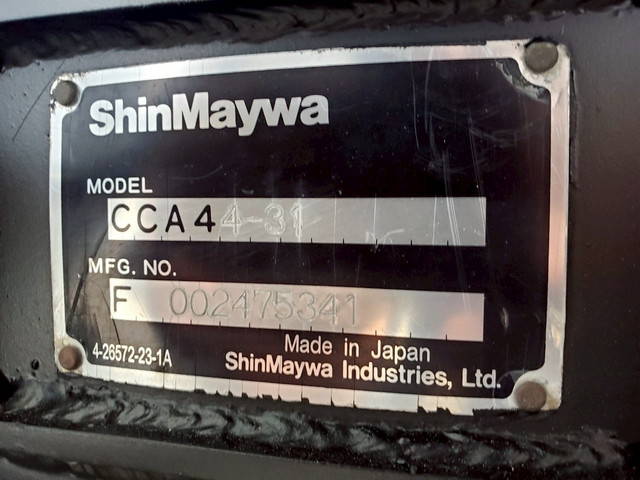 ShinMaywa
MODEL
CCA44-31
MFG. NO.
F 002475341
4-26572-23-1A
Made in Japan
ShinMaywa Industries, Ltd.